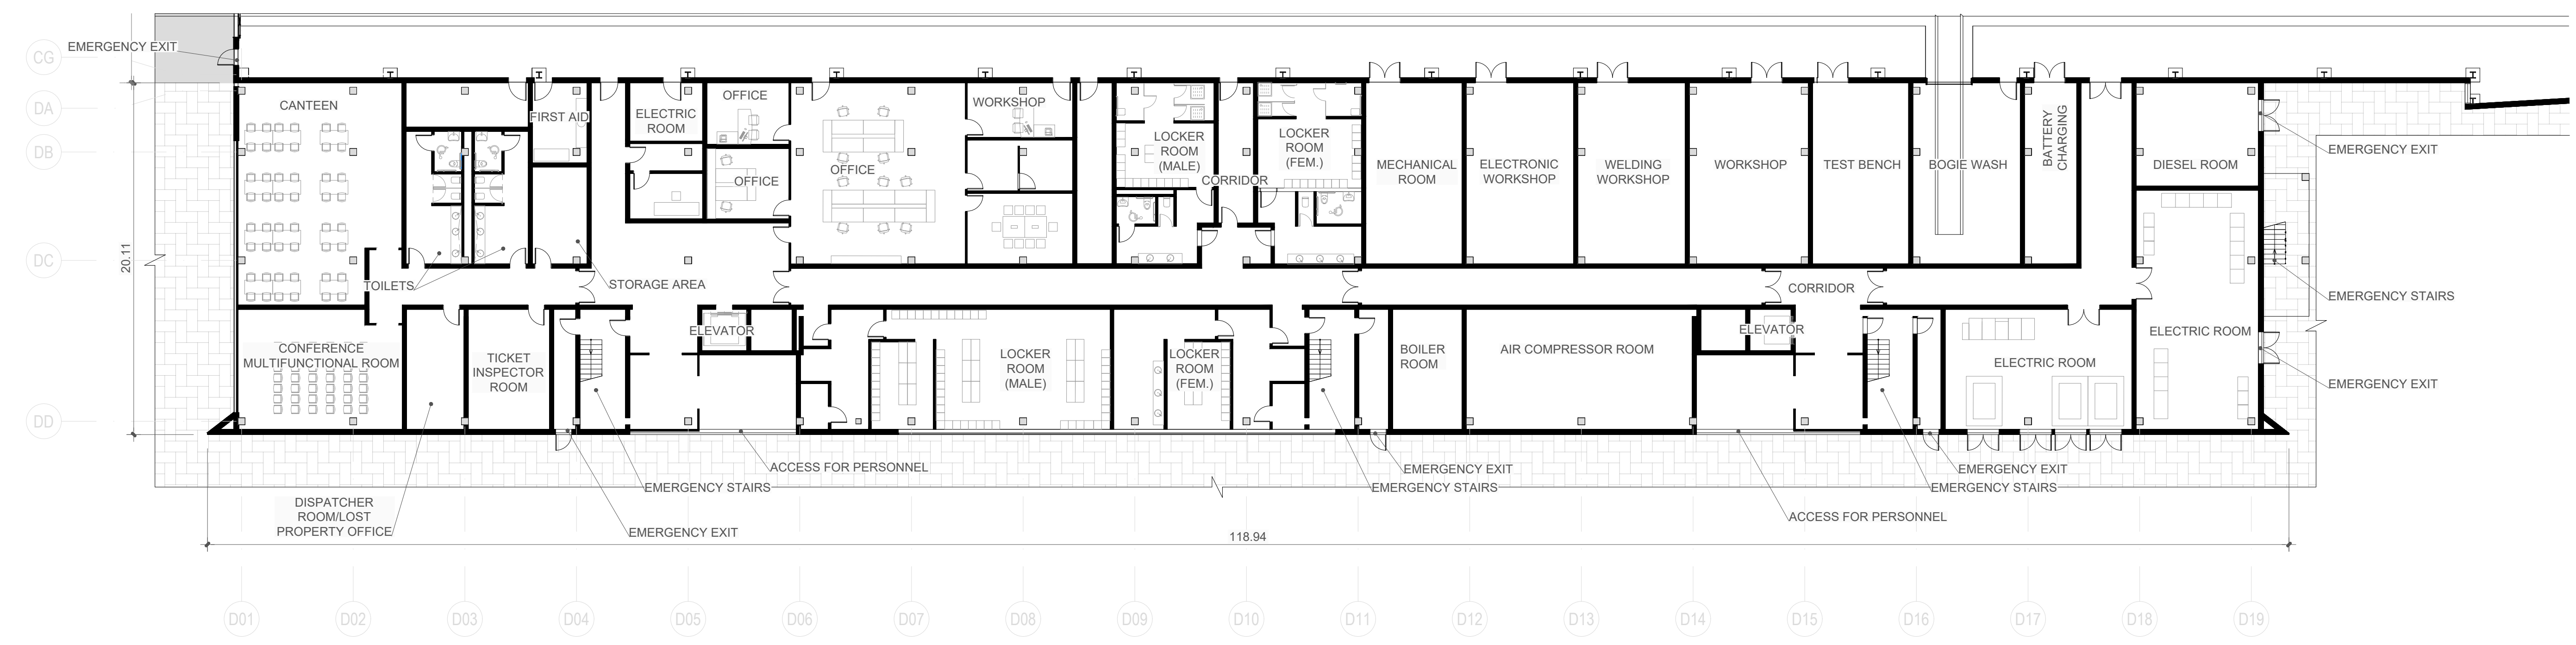 CG
EMERGENCY EXIT
DA
CANTEEN
FIRST AID
ELECTRIC
ROOM
OFFICE
WORKSHOP
LOCKER
ROOM
(MALE)
LOCKER
ROOM
(FEM.)
BATTERY
CHARGING
DB
EMERGENCY EXIT
OFFICE
OFFICE
CORRIDOR
MECHANICAL
ROOM
ELECTRONIC
WORKSHOP
WELDING
WORKSHOP
WORKSHOP
TEST BENCH
BOGIE WASH
DIESEL ROOM
DC
20.11
TOILETS
STORAGE AREA
CORRIDOR
EMERGENCY STAIRS
ELEVATOR
ELEVATOR
ELECTRIC ROOM
CONFERENCE
MULTIFUNCTIONAL ROOM
TICKET
INSPECTOR
ROOM
LOCKER
ROOM
(MALE)
LOCKER
ROOM
(FEM.)
BOILER
ROOM
AIR COMPRESSOR ROOM
ELECTRIC ROOM
EMERGENCY EXIT
DD
ACCESS FOR PERSONNEL
EMERGENCY EXIT
EMERGENCY EXIT
EMERGENCY STAIRS
EMERGENCY STAIRS
EMERGENCY STAIRS
DISPATCHER
ROOM/LOST
PROPERTY OFFICE
EMERGENCY EXIT
ACCESS FOR PERSONNEL
118.94
D01
D02
D03
D04
D05
D06
D07
D08
D09
D10
D11
D12
D13
D14
D15
D16
D17
D18
D19